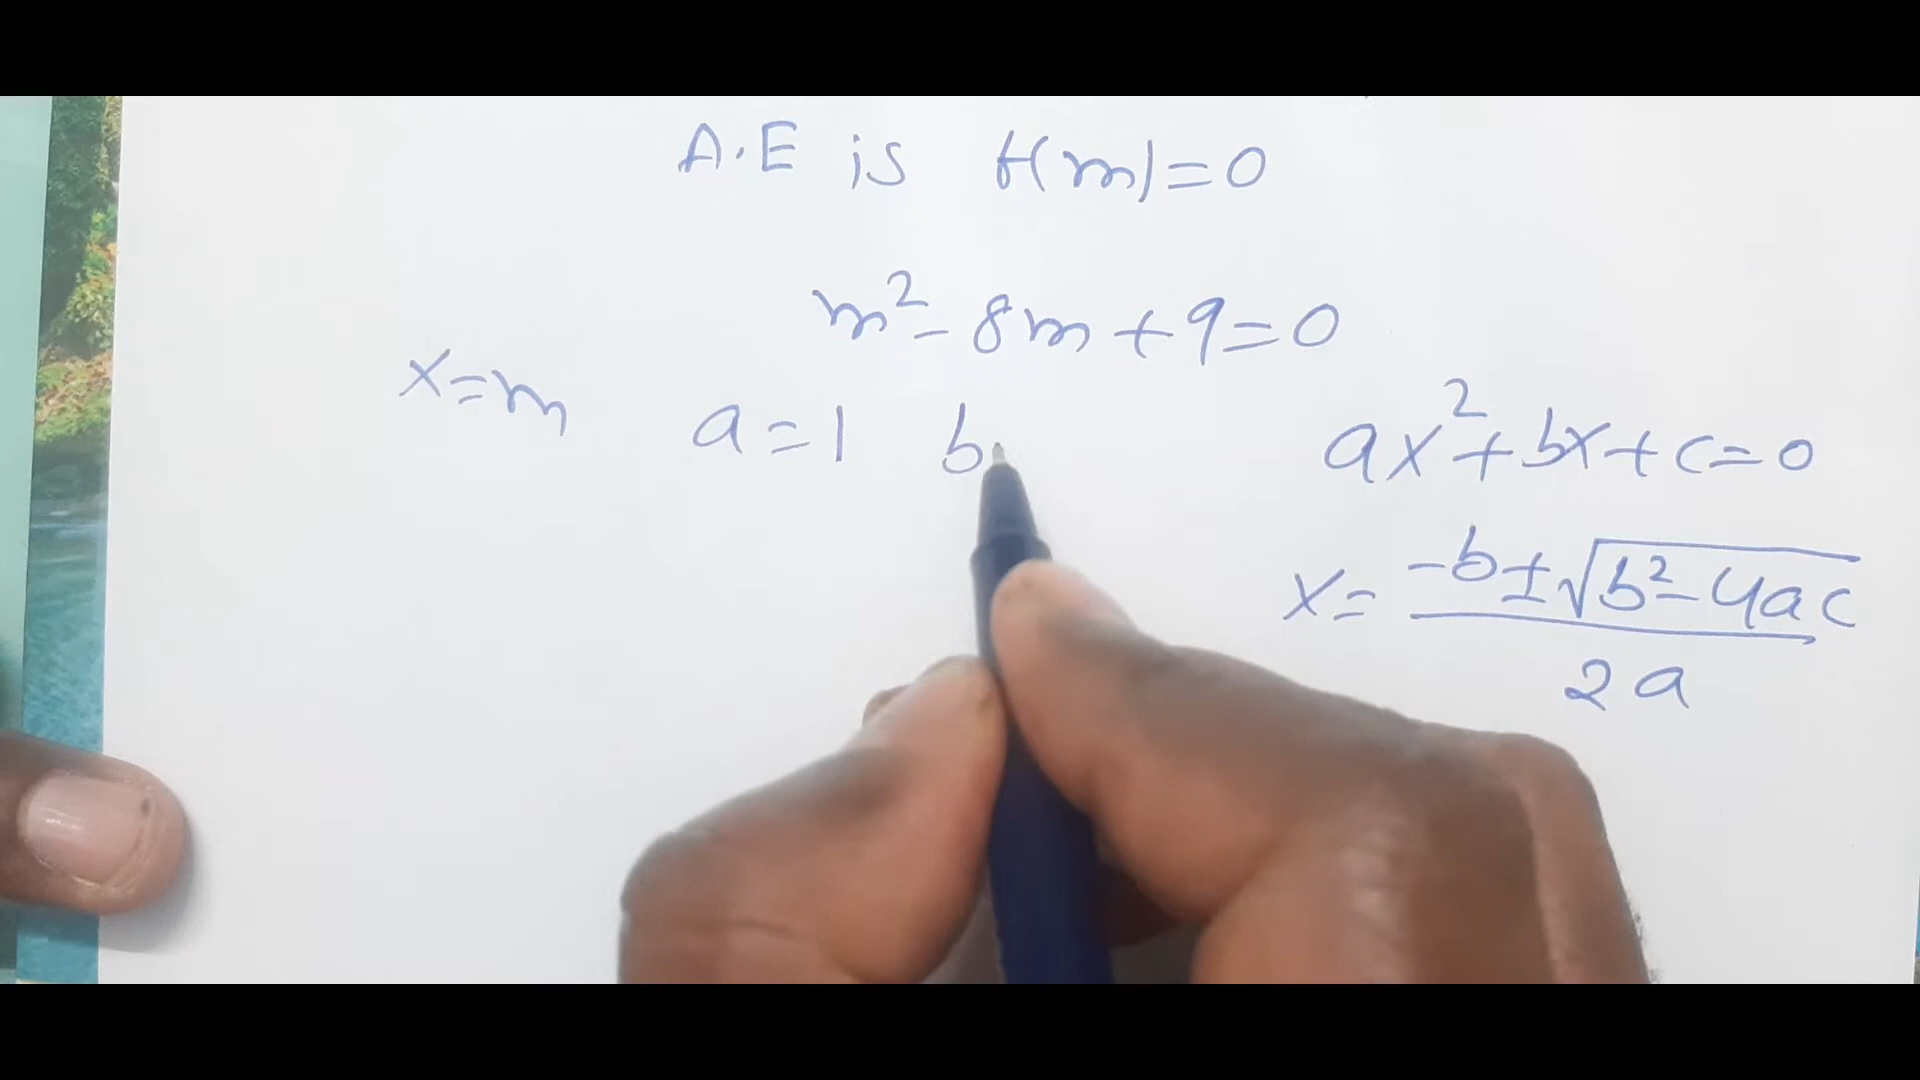 A.E is f(m)=0
m²-8m+9=0
x=m a=1 b
ax²+bx+c=0
x= -b±√b²-4ac / 2a